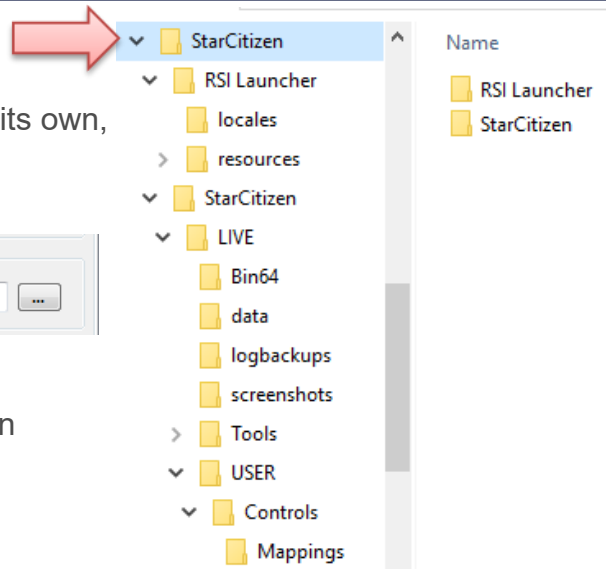 StarCitizen
RSI Launcher
locales
resources
StarCitizen
LIVE
Bin64
data
logbackups
screenshots
Tools
USER
Controls
Mappings
Name
RSI Launcher
StarCitizen
its own,
...